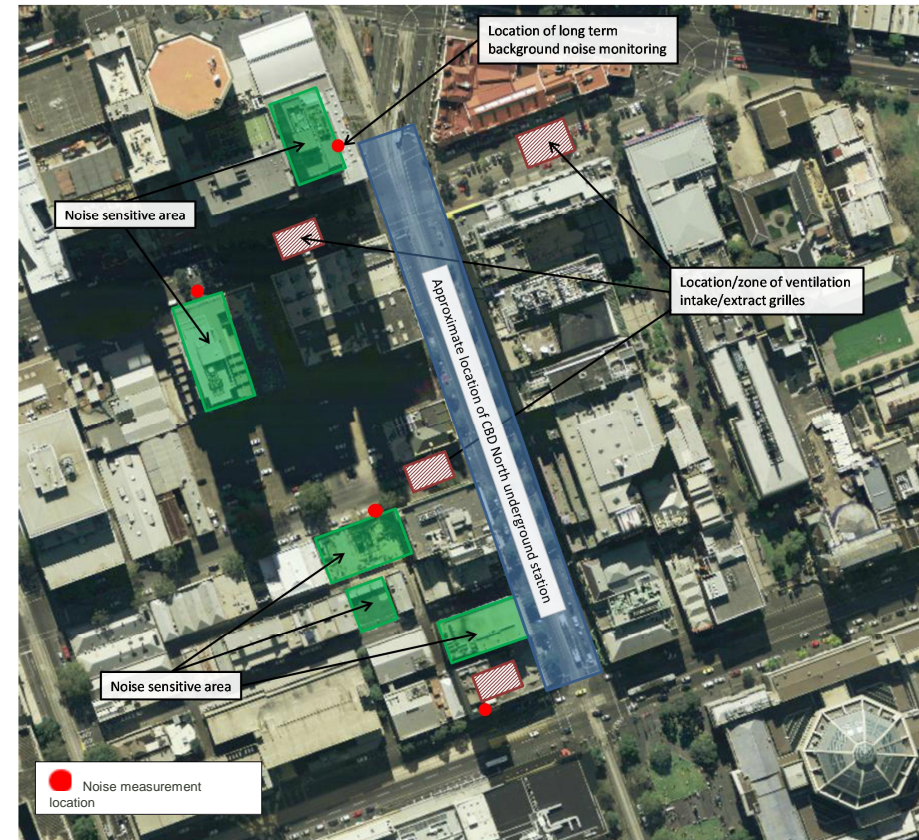 Location of long term
background noise monitoring
Noise sensitive area
Location/zone of ventilation
intake/extract grilles
Approximate location of CBD North underground station
Noise sensitive area
Noise measurement
location